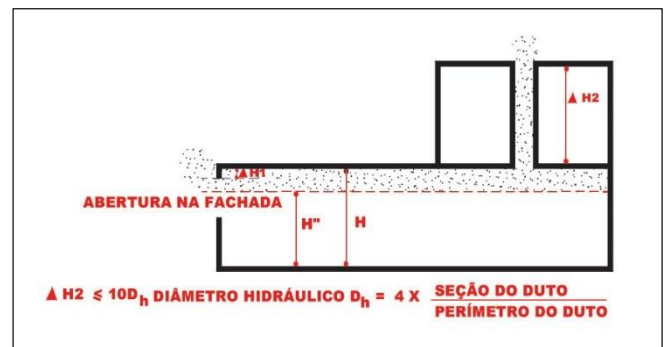 ▲ H2
▲ H1
ABERTURA NA FACHADA
H" H
▲ H2 ≤ 10Dh DIÂMETRO HIDRÁULICO Dh = 4 X SEÇÃO DO DUTO
PERÍMETRO DO DUTO